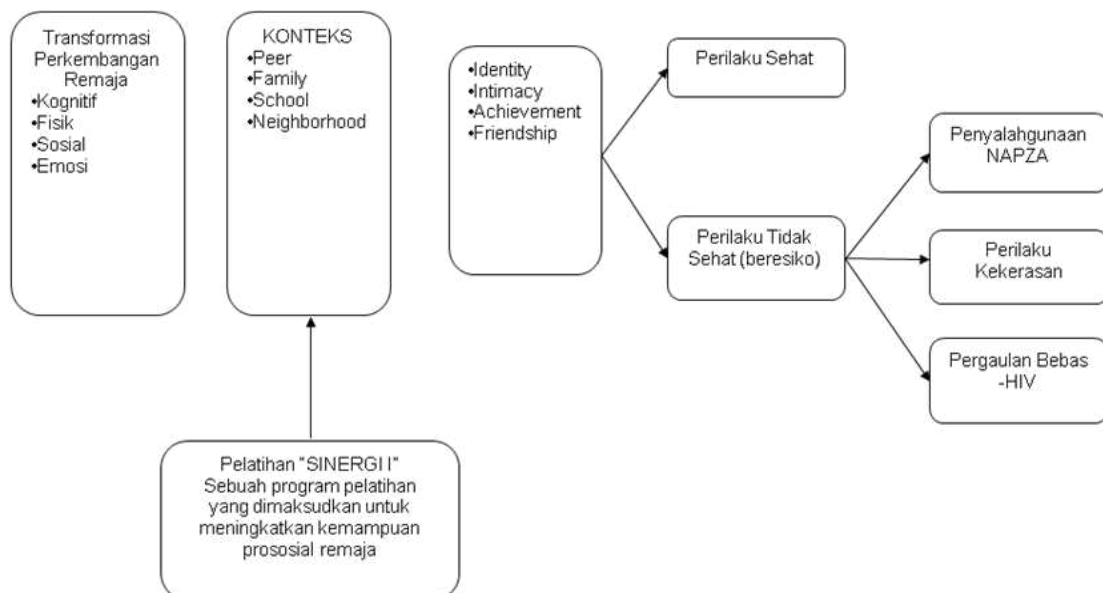 Transformasi
Perkembangan
Remaja
•Kognitif
•Fisik
•Sosial
•Emosi
KONTEKS
•Peer
•Family
•School
•Neighborhood
•Identity
•Intimacy
•Achievement
•Friendship
Perilaku Sehat
Perilaku Tidak
Sehat (beresiko)
Penyalahgunaan
NAPZA
Perilaku
Kekerasan
Pergaulan Bebas
-HIV
Pelatihan "SINERGI I"
Sebuah program pelatihan
yang dimaksudkan untuk
meningkatkan kemampuan
prososial remaja